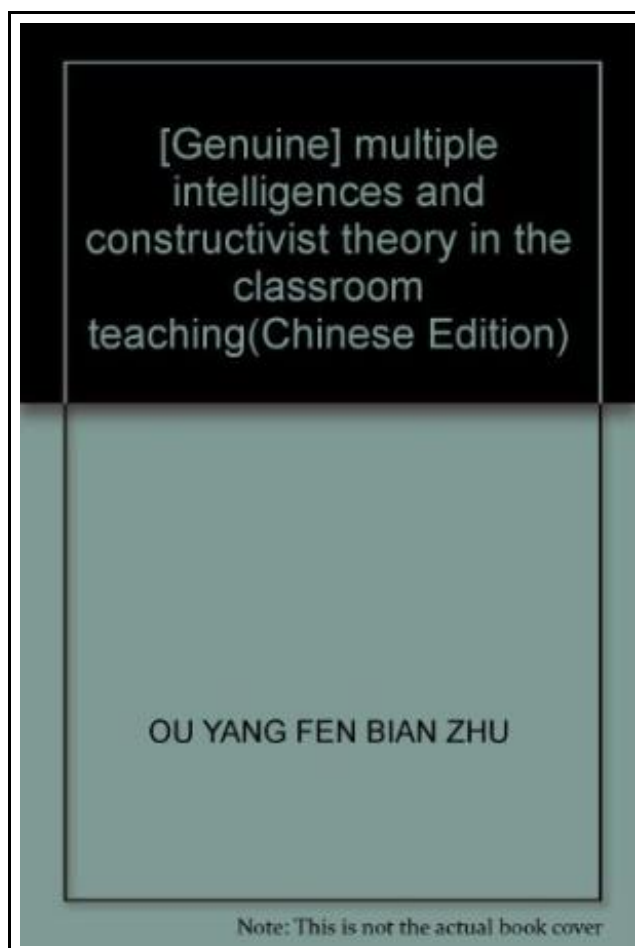 [Genuine] multiple
intelligences and
constructivist theory in the
classroom
teaching(Chinese Edition)
OU YANG FEN BIAN ZHU
Note: This is not the actual book cover